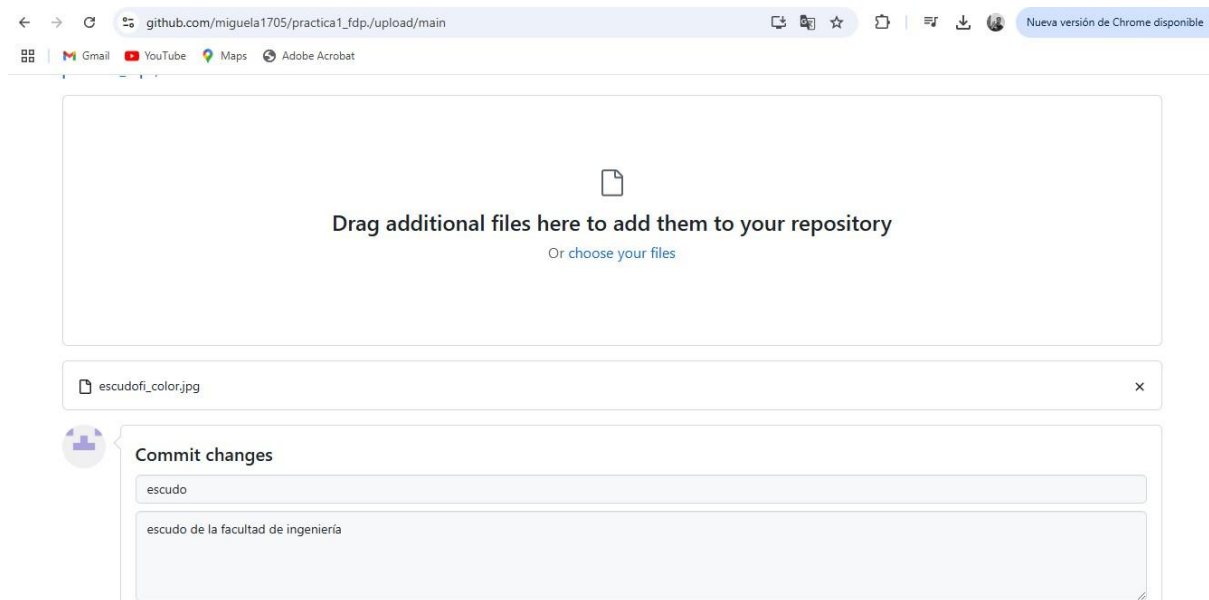 github.com/miguela1705/practica1_fdp./upload/main
Nueva versión de Chrome disponible
Gmail YouTube Maps Adobe Acrobat
Drag additional files here to add them to your repository
Or choose your files
escudofi_color.jpg
Commit changes
escudo
escudo de la facultad de ingeniería